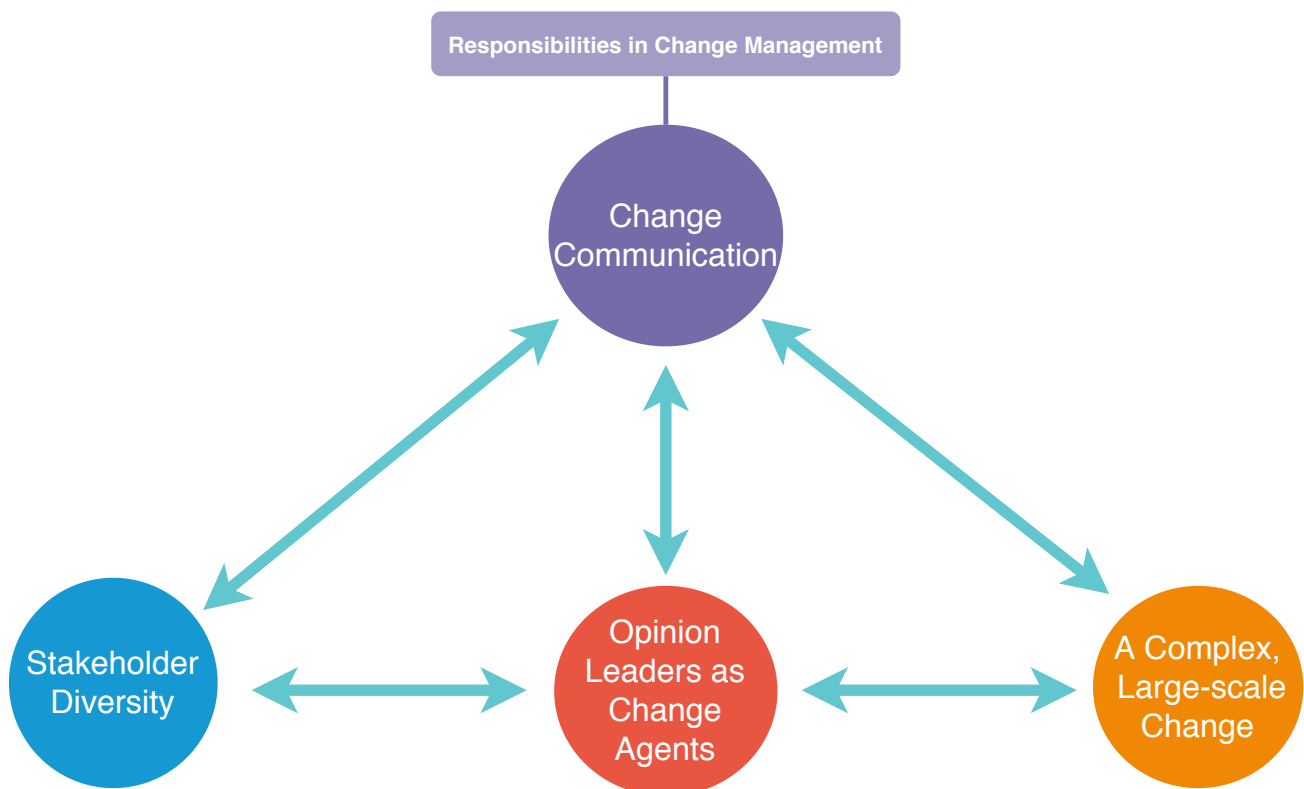 Responsibilities in Change Management
Change
Communication
Stakeholder
Diversity
Opinion
Leaders as
Change
Agents
A Complex,
Large-scale
Change